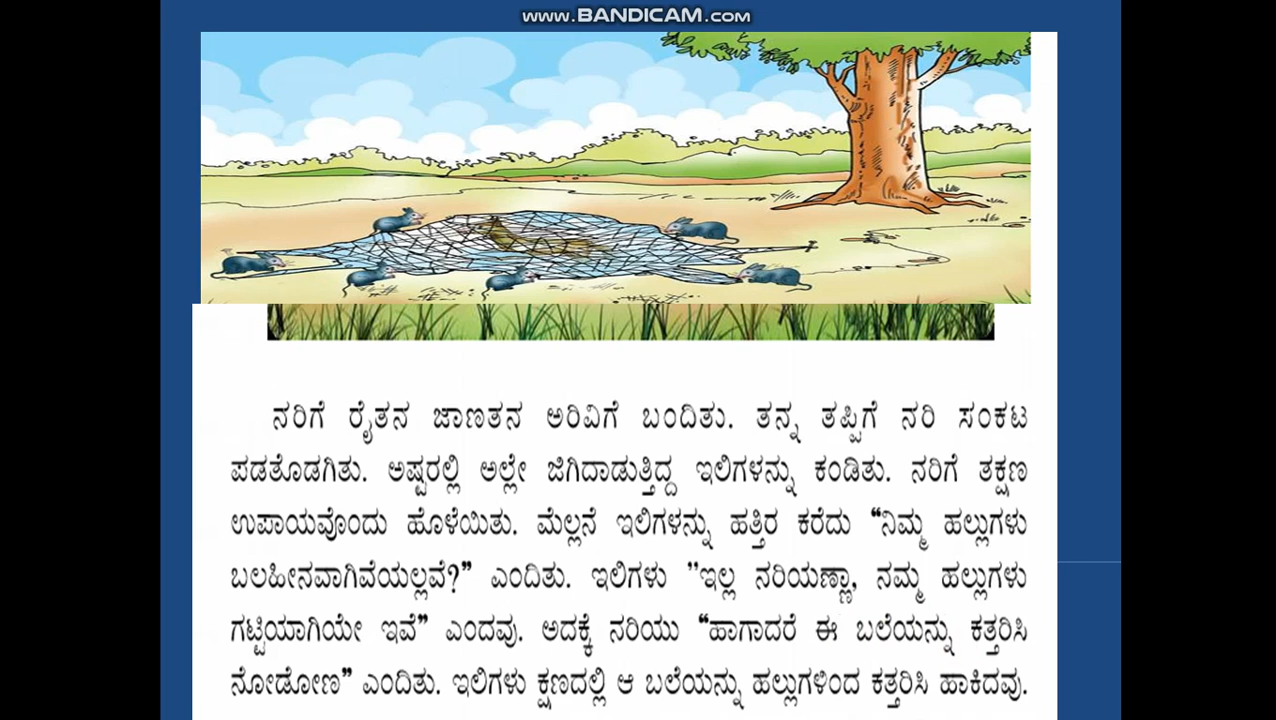 www.BANDICAM.com
ನರಿಗೆ ರೈತನ ಜಾಣತನ ಅರಿವಿಗೆ ಬಂದಿತು. ತನ್ನ ತಪ್ಪಿಗೆ ನರಿ ಸಂಕಟ
ಪಡತೊಡಗಿತು. ಅಷ್ಟರಲ್ಲಿ ಅಲ್ಲೇ ಜಿಗಿದಾಡುತ್ತಿದ್ದ ಇಲಿಗಳನ್ನು ಕಂಡಿತು. ನರಿಗೆ ತಕ್ಷಣ
ಉಪಾಯವೊಂದು ಹೊಳೆಯಿತು. ಮೆಲ್ಲನೆ ಇಲಿಗಳನ್ನು ಹತ್ತಿರ ಕರೆದು “ನಿಮ್ಮ ಹಲ್ಲುಗಳು
ಬಲಹೀನವಾಗಿವೆಯಲ್ಲವೆ?” ಎಂದಿತು. ಇಲಿಗಳು ”ಇಲ್ಲ ನರಿಯಣ್ಣಾ, ನಮ್ಮ ಹಲ್ಲುಗಳು
ಗಟ್ಟಿಯಾಗಿಯೇ ಇವೆ” ಎಂದವು. ಅದಕ್ಕೆ ನರಿಯು “ಹಾಗಾದರೆ ಈ ಬಲೆಯನ್ನು ಕತ್ತರಿಸಿ
ನೋಡೋಣ” ಎಂದಿತು. ಇಲಿಗಳು ಕ್ಷಣದಲ್ಲಿ ಆ ಬಲೆಯನ್ನು ಹಲ್ಲುಗಳಿಂದ ಕತ್ತರಿಸಿ ಹಾಕಿದವು.